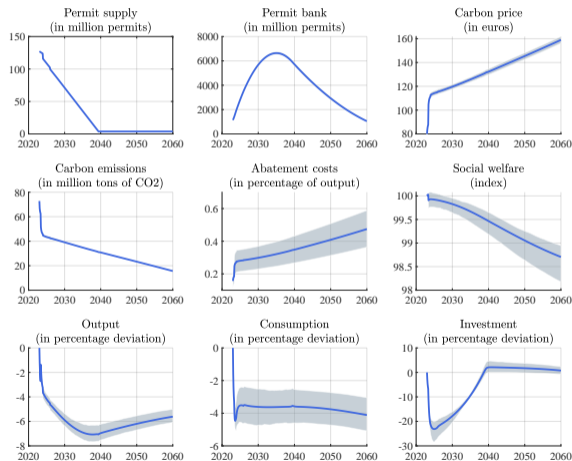 Permit supply
(in million permits)
150
100
50
0
2020 2030 2040 2050 2060
Permit bank
(in million permits)
8000
6000
4000
2000
0
2020 2030 2040 2050 2060
Carbon price
(in euros)
160
140
120
100
80
2020 2030 2040 2050 2060
Carbon emissions
(in million tons of CO2)
80
60
40
20
0
2020 2030 2040 2050 2060
Abatement costs
(in percentage of output)
0.6
0.4
0.2
2020 2030 2040 2050 2060
Social welfare
(index)
100
99.5
99
98.5
98
2020 2030 2040 2050 2060
Output
(in percentage deviation)
0
-2
-4
-6
-8
2020 2030 2040 2050 2060
Consumption
(in percentage deviation)
0
-2
-4
-6
2020 2030 2040 2050 2060
Investment
(in percentage deviation)
10
0
-10
-20
-30
2020 2030 2040 2050 2060